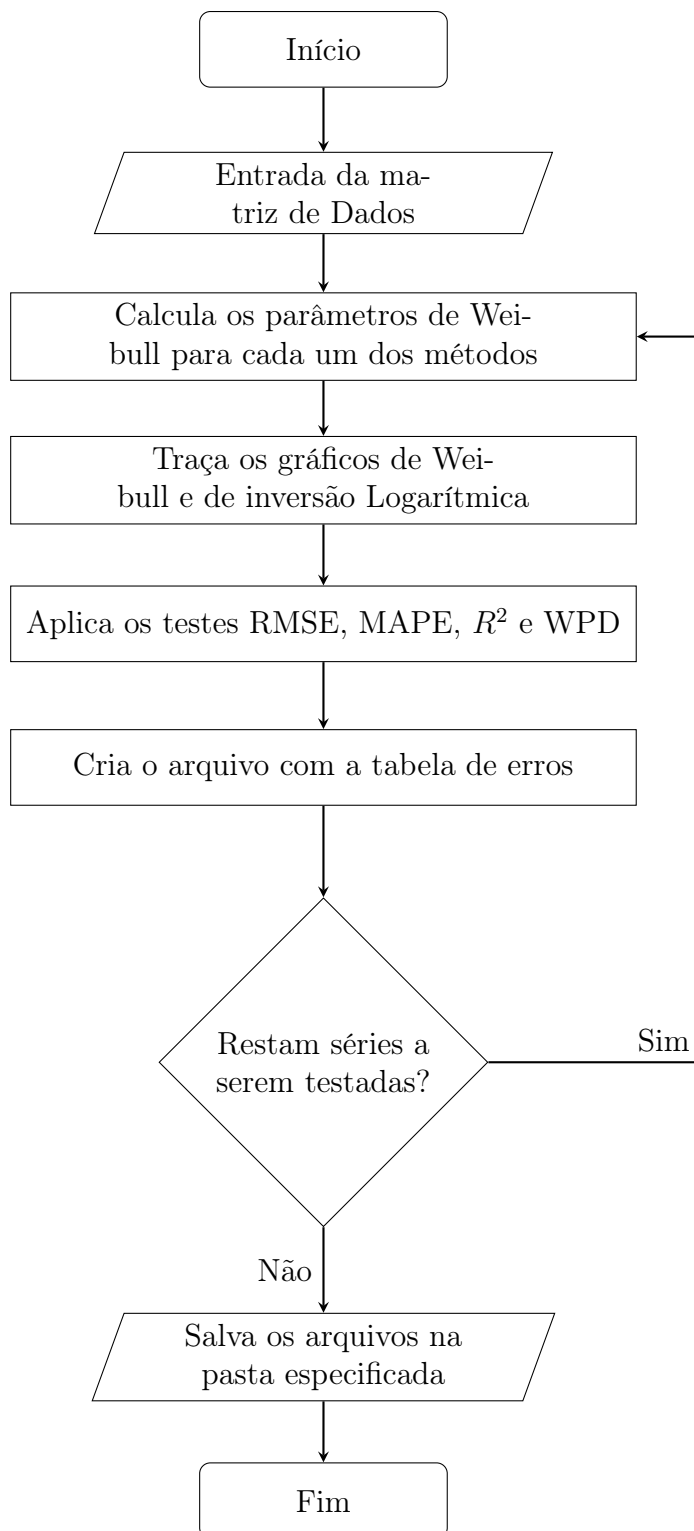 Início
Entrada da ma-
triz de Dados
Calcula os parâmetros de Wei-
bull para cada um dos métodos
Traça os gráficos de Wei-
bull e de inversão Logarítmica
Aplica os testes RMSE, MAPE, R² e WPD
Cria o arquivo com a tabela de erros
Restam séries a
serem testadas?
Sim
Não
Salva os arquivos na
pasta especificada
Fim